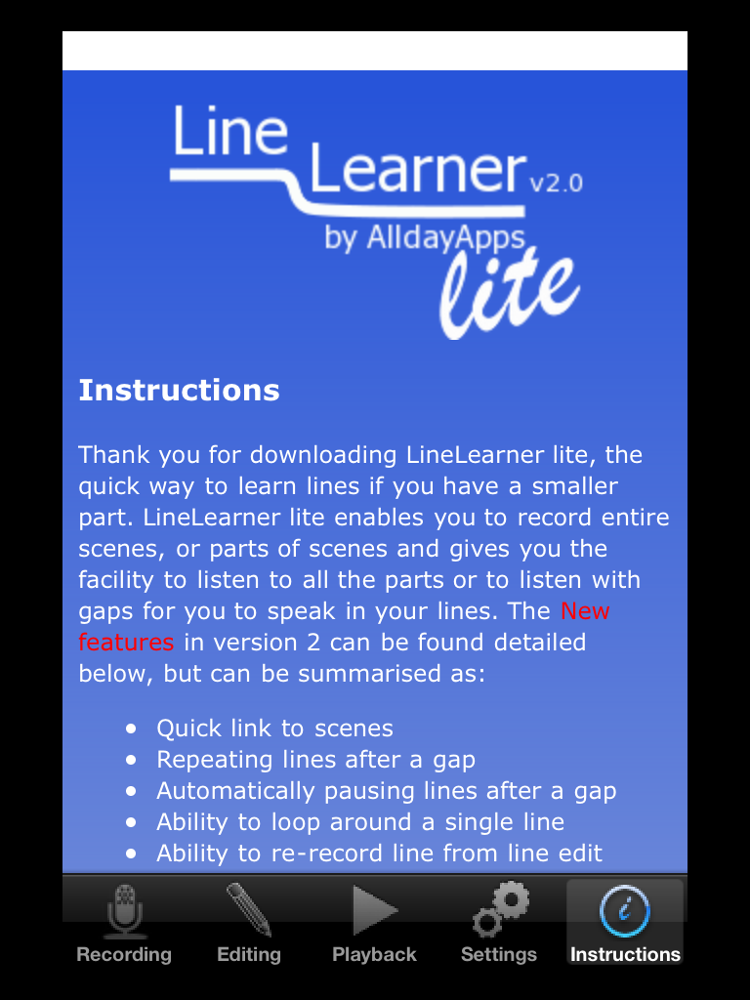 Line
Learner v2.0
by AlldayApps
lite
Instructions
Thank you for downloading LineLearner lite, the
quick way to learn lines if you have a smaller
part. LineLearner lite enables you to record entire
scenes, or parts of scenes and gives you the
facility to listen to all the parts or to listen with
gaps for you to speak in your lines. The New
features in version 2 can be found detailed
below, but can be summarised as:
• Quick link to scenes
• Repeating lines after a gap
• Automatically pausing lines after a gap
• Ability to loop around a single line
• Ability to re-record line from line edit
Recording Editing Playback Settings Instructions